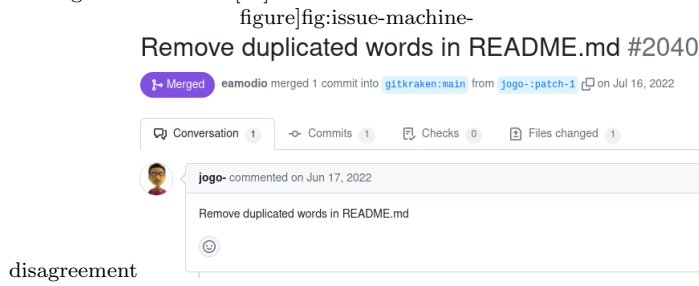 figure]fig:issue-machine-
Remove duplicated words in README.md #2040
Merged eamodio merged 1 commit into gitkraken:main from jogo-:patch-1 on Jul 16, 2022
Conversation 1 Commits 1 Checks 0 Files changed 1
jogo- commented on Jun 17, 2022
Remove duplicated words in README.md
disagreement